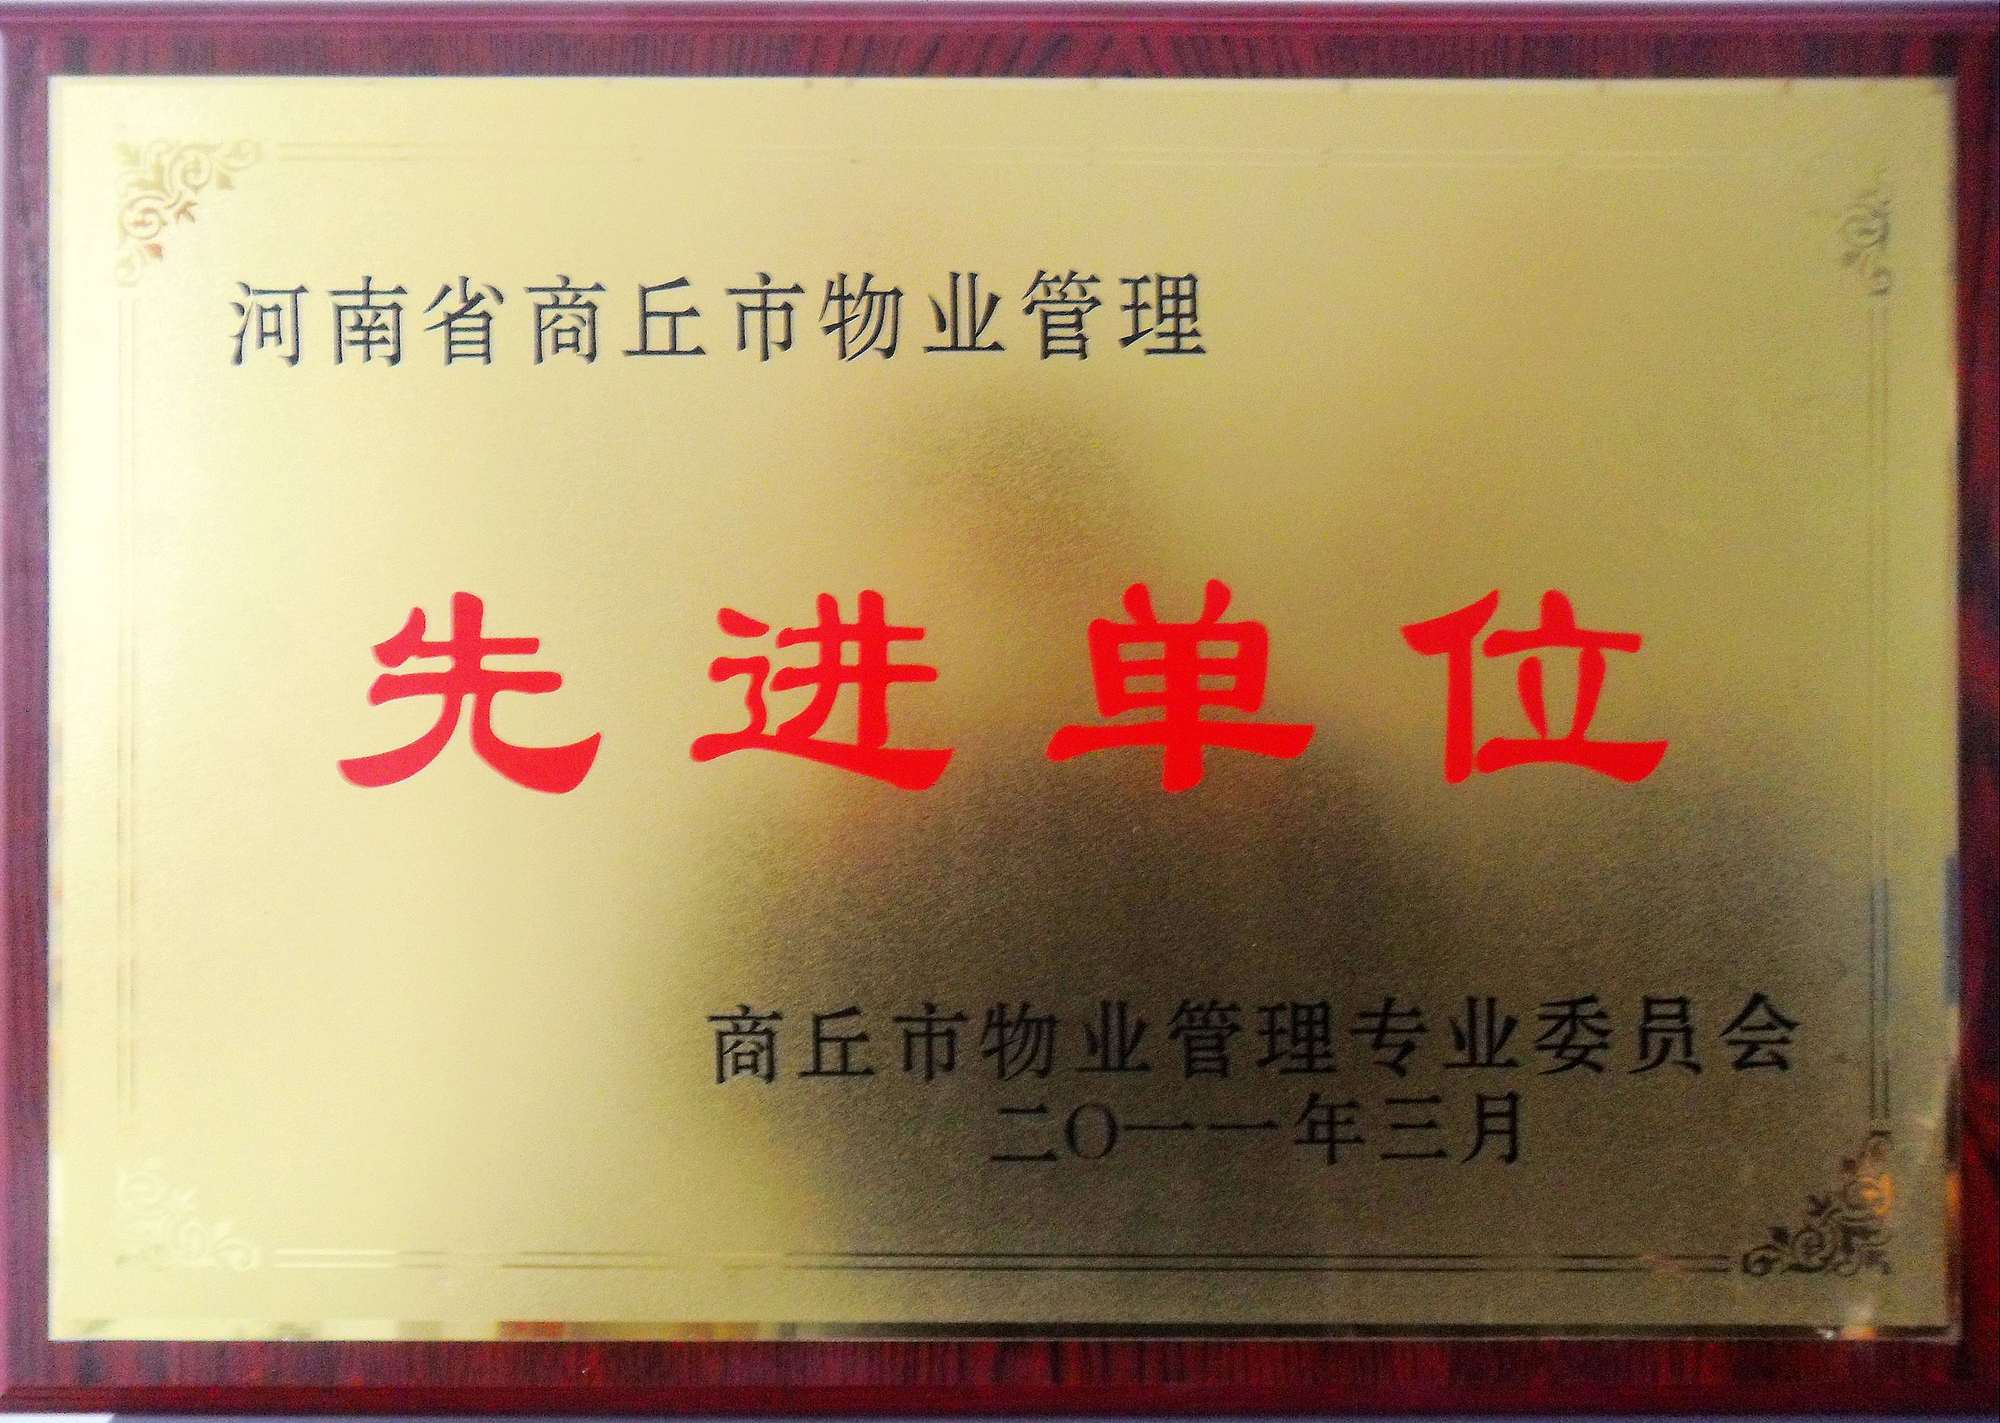 河南省商丘市物业管理
先进单位
商丘市物业管理专业委员会
二〇一一年三月